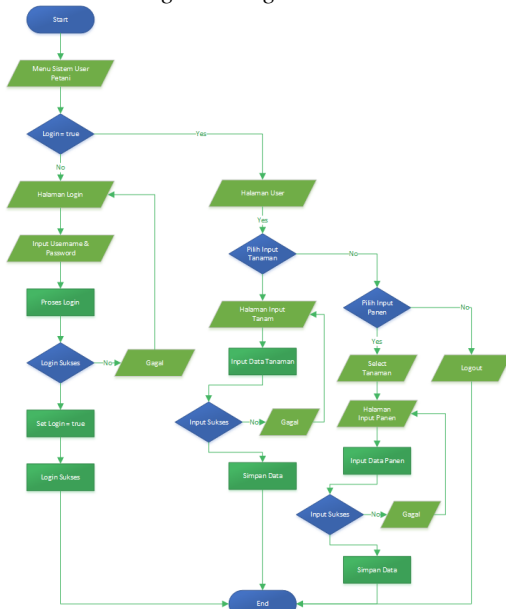 Start
Menu Sistem User
Petani
Login = true
Yes
No
Halaman Login
Halaman User
Input Username &
Password
Yes
Pilih Input
Tanaman
No
Proses Login
Halaman Input
Tanam
Pilih Input
Panen
No
Login Sukses
No
Gagal
Input Data Tanaman
Yes
Select
Tanaman
Logout
Set Login = true
Input Sukses
No
Gagal
Halaman
Input Panen
Login Sukses
Simpan Data
Input Data Panen
Input Sukses
No
Gagal
Simpan Data
End